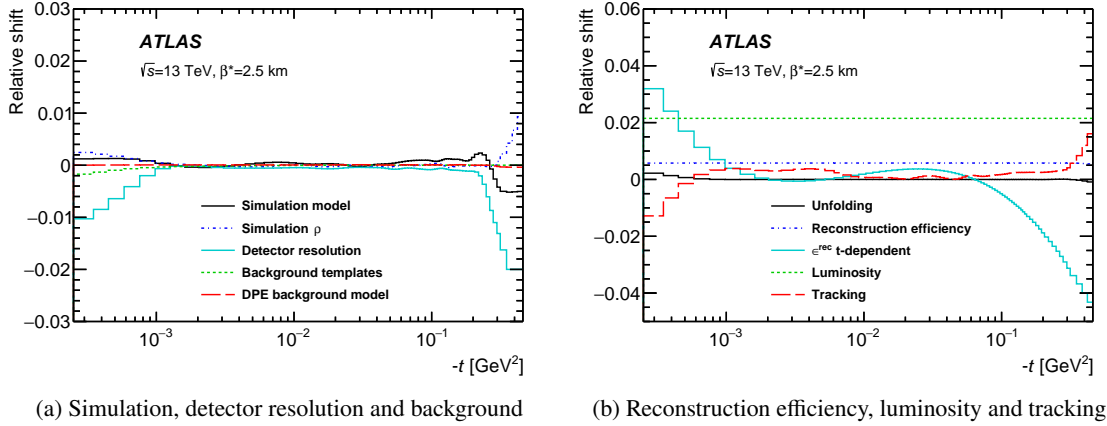 Relative shift
0.03
0.02
0.01
0
−0.01
−0.02
−0.03
ATLAS
√s=13 TeV, β*=2.5 km
Simulation model
Simulation ρ
Detector resolution
Background templates
DPE background model
10⁻³
10⁻²
10⁻¹
-t [GeV²]
(a) Simulation, detector resolution and background
Relative shift
0.06
0.04
0.02
0
−0.02
−0.04
ATLAS
√s=13 TeV, β*=2.5 km
Unfolding
Reconstruction efficiency
ϵʳᵉᶜ t-dependent
Luminosity
Tracking
10⁻³
10⁻²
10⁻¹
-t [GeV²]
(b) Reconstruction efficiency, luminosity and tracking